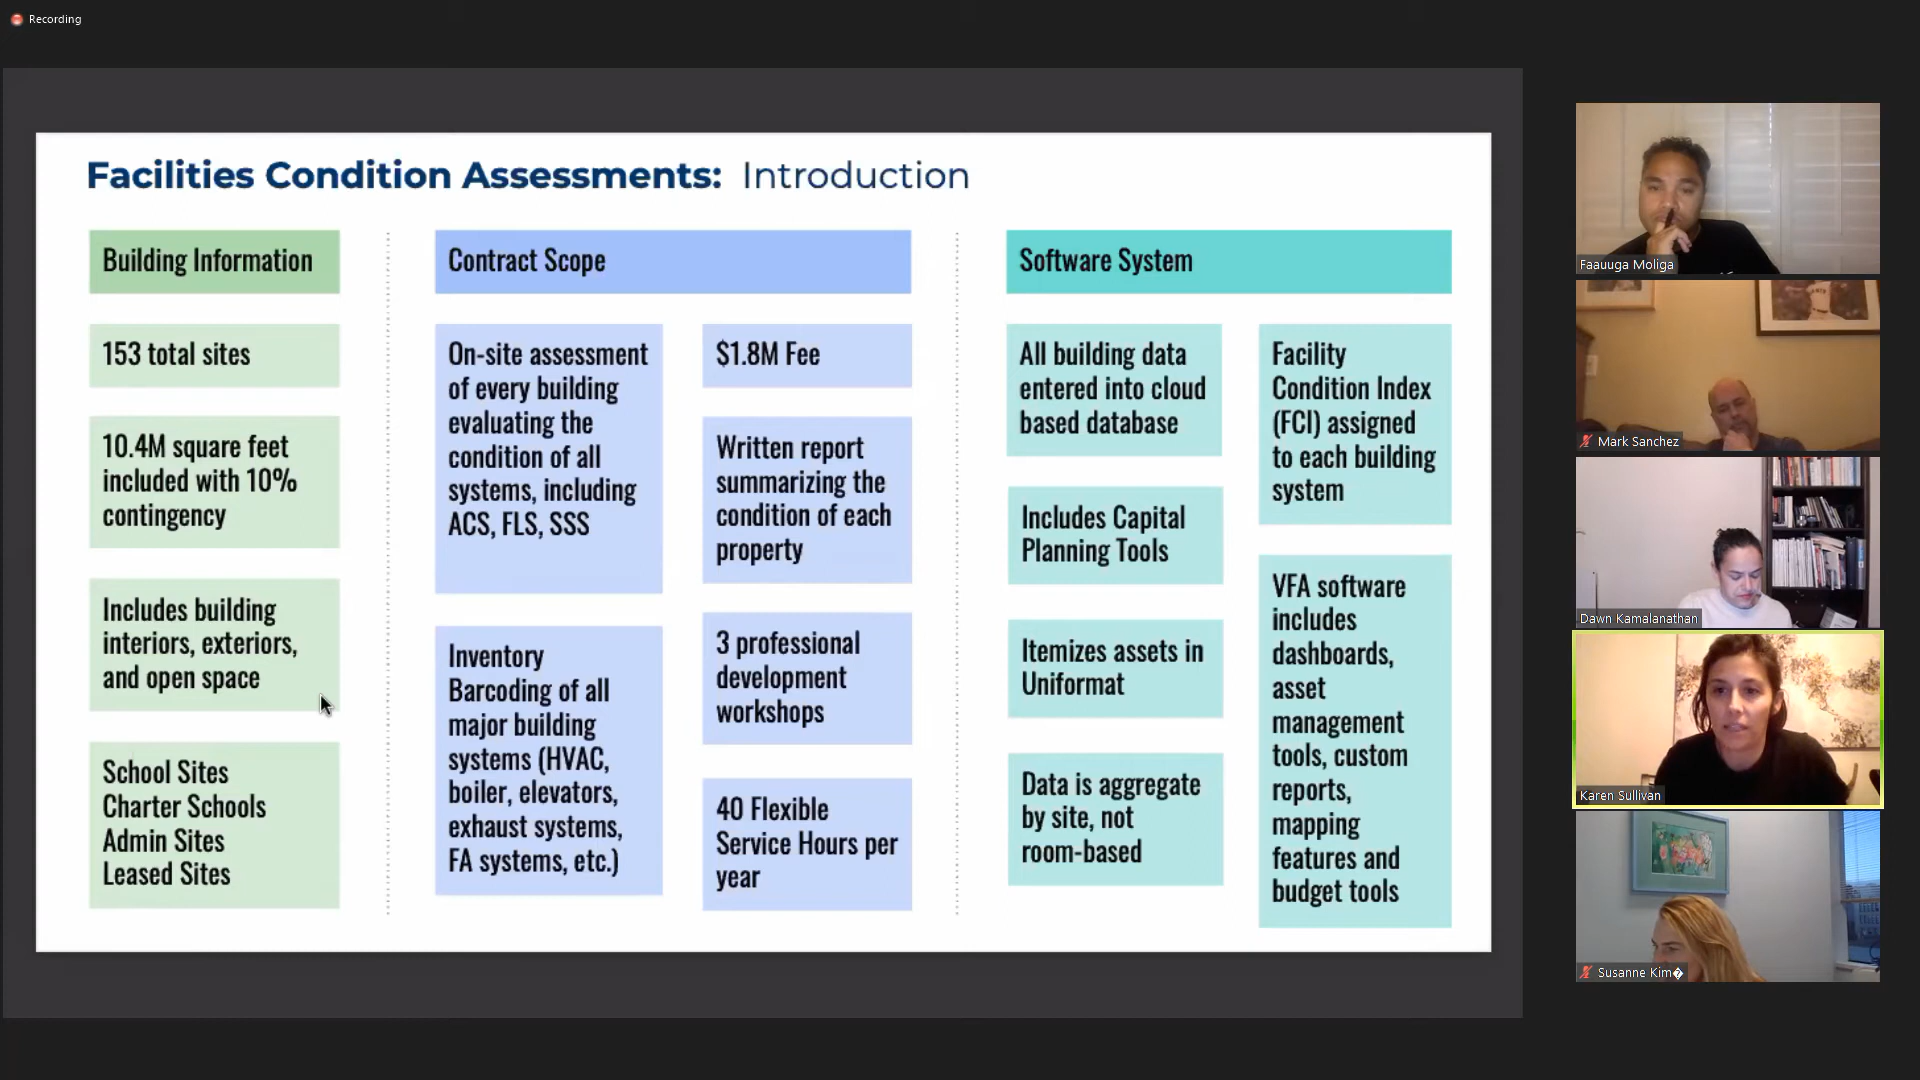 Recording
Facilities Condition Assessments: Introduction
Building Information
153 total sites
10.4M square feet
included with 10%
contingency
Includes building
interiors, exteriors,
and open space
School Sites
Charter Schools
Admin Sites
Leased Sites
Contract Scope
On-site assessment
of every building
evaluating the
condition of all
systems, including
ACS, FLS, SSS
Inventory
Barcoding of all
major building
systems (HVAC,
boiler, elevators,
exhaust systems,
FA systems, etc.)
$1.8M Fee
Written report
summarizing the
condition of each
property
3 professional
development
workshops
40 Flexible
Service Hours per
year
Software System
All building data
entered into cloud
based database
Includes Capital
Planning Tools
Itemizes assets in
Uniformat
Data is aggregate
by site, not
room-based
Facility
Condition Index
(FCI) assigned
to each building
system
VFA software
includes
dashboards,
asset
management
tools, custom
reports,
mapping
features and
budget tools
Faauuga Moliga
Mark Sanchez
Dawn Kamalanathan
Karen Sullivan
Susanne Kim�